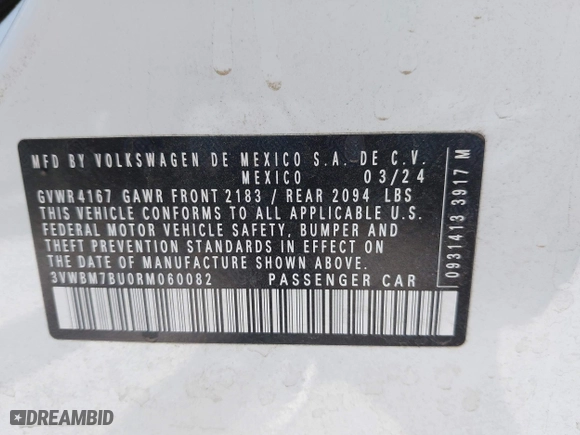 MFD BY VOLKSWAGEN DE MEXICO S.A. DE C.V.
MEXICO 03/24
GVWR 4167 GAWR FRONT 2183 / REAR 2094 LBS
THIS VEHICLE CONFORMS TO ALL APPLICABLE U.S.
FEDERAL MOTOR VEHICLE SAFETY, BUMPER AND
THEFT PREVENTION STANDARDS IN EFFECT ON
THE DATE OF MANUFACTURE SHOWN ABOVE.
3VWBM7BU0RM060082 PASSENGER CAR
0931413 3917 M
DREAMBID